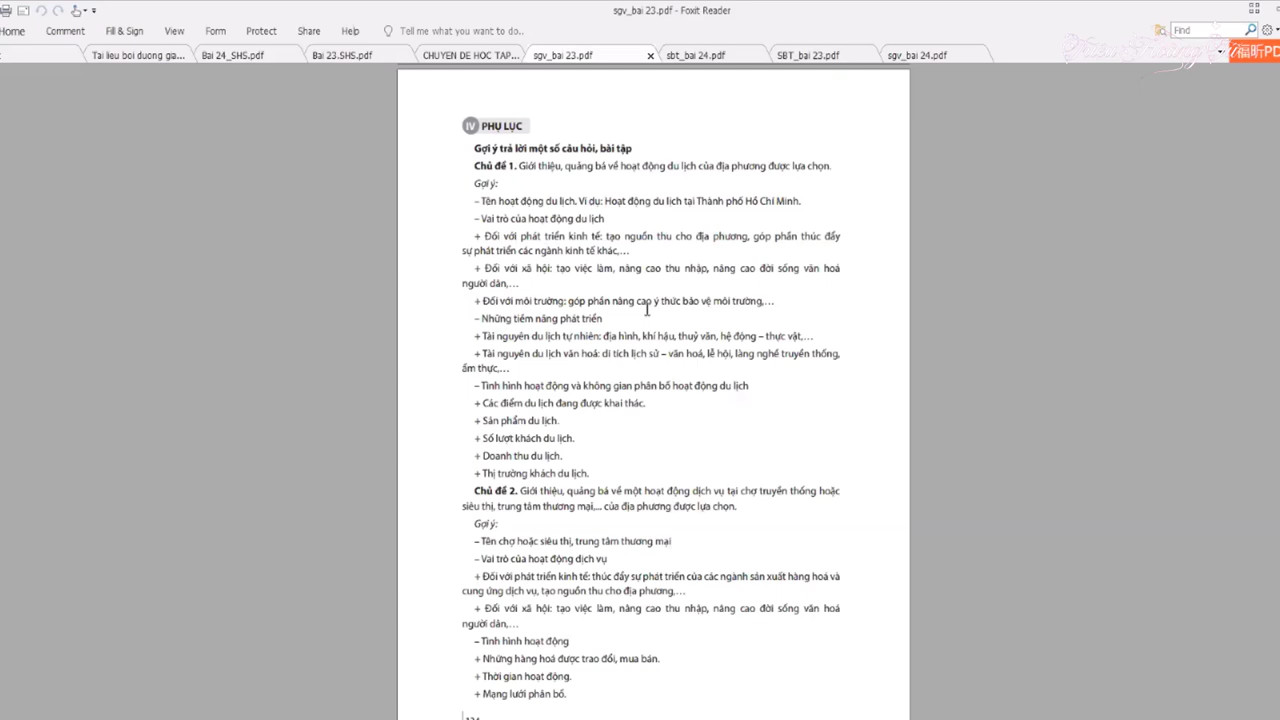 sgv_bai 23.pdf - Foxit Reader
Home Comment Fill & Sign View Form Protect Share Help Tell me what you want to do.. Find
Tai lieu boi duong gia... Bai 24_SHS.pdf Bai 23.SHS.pdf CHUYEN DE HOC TAP... sgv_bai 23.pdf sbt_bai 24.pdf SBT_bai 23.pdf sgv_bai 24.pdf 福昕PD
IV PHỤ LỤC
Gợi ý trả lời một số câu hỏi, bài tập
Chủ đề 1. Giới thiệu, quảng bá về hoạt động du lịch của địa phương được lựa chọn.
Gợi ý:
– Tên hoạt động du lịch. Ví dụ: Hoạt động du lịch tại Thành phố Hồ Chí Minh.
– Vai trò của hoạt động du lịch
+ Đối với phát triển kinh tế: tạo nguồn thu cho địa phương, góp phần thúc đẩy
sự phát triển các ngành kinh tế khác,…
+ Đối với xã hội: tạo việc làm, nâng cao thu nhập, nâng cao đời sống văn hoá
người dân,…
+ Đối với môi trường: góp phần nâng cao ý thức bảo vệ môi trường,…
– Những tiềm năng phát triển
+ Tài nguyên du lịch tự nhiên: địa hình, khí hậu, thuỷ văn, hệ động – thực vật,…
+ Tài nguyên du lịch văn hoá: di tích lịch sử – văn hoá, lễ hội, làng nghề truyền thống,
ẩm thực,…
– Tình hình hoạt động và không gian phân bố hoạt động du lịch
+ Các điểm du lịch đang được khai thác.
+ Sản phẩm du lịch.
+ Số lượt khách du lịch.
+ Doanh thu du lịch.
+ Thị trường khách du lịch.
Chủ đề 2. Giới thiệu, quảng bá về một hoạt động dịch vụ tại chợ truyền thống hoặc
siêu thị, trung tâm thương mại,... của địa phương được lựa chọn.
Gợi ý:
– Tên chợ hoặc siêu thị, trung tâm thương mại
– Vai trò của hoạt động dịch vụ
+ Đối với phát triển kinh tế: thúc đẩy sự phát triển của các ngành sản xuất hàng hoá và
cung ứng dịch vụ, tạo nguồn thu cho địa phương,…
+ Đối với xã hội: tạo việc làm, nâng cao thu nhập, nâng cao đời sống văn hoá
người dân,…
– Tình hình hoạt động
+ Những hàng hoá được trao đổi, mua bán.
+ Thời gian hoạt động.
+ Mạng lưới phân bố.